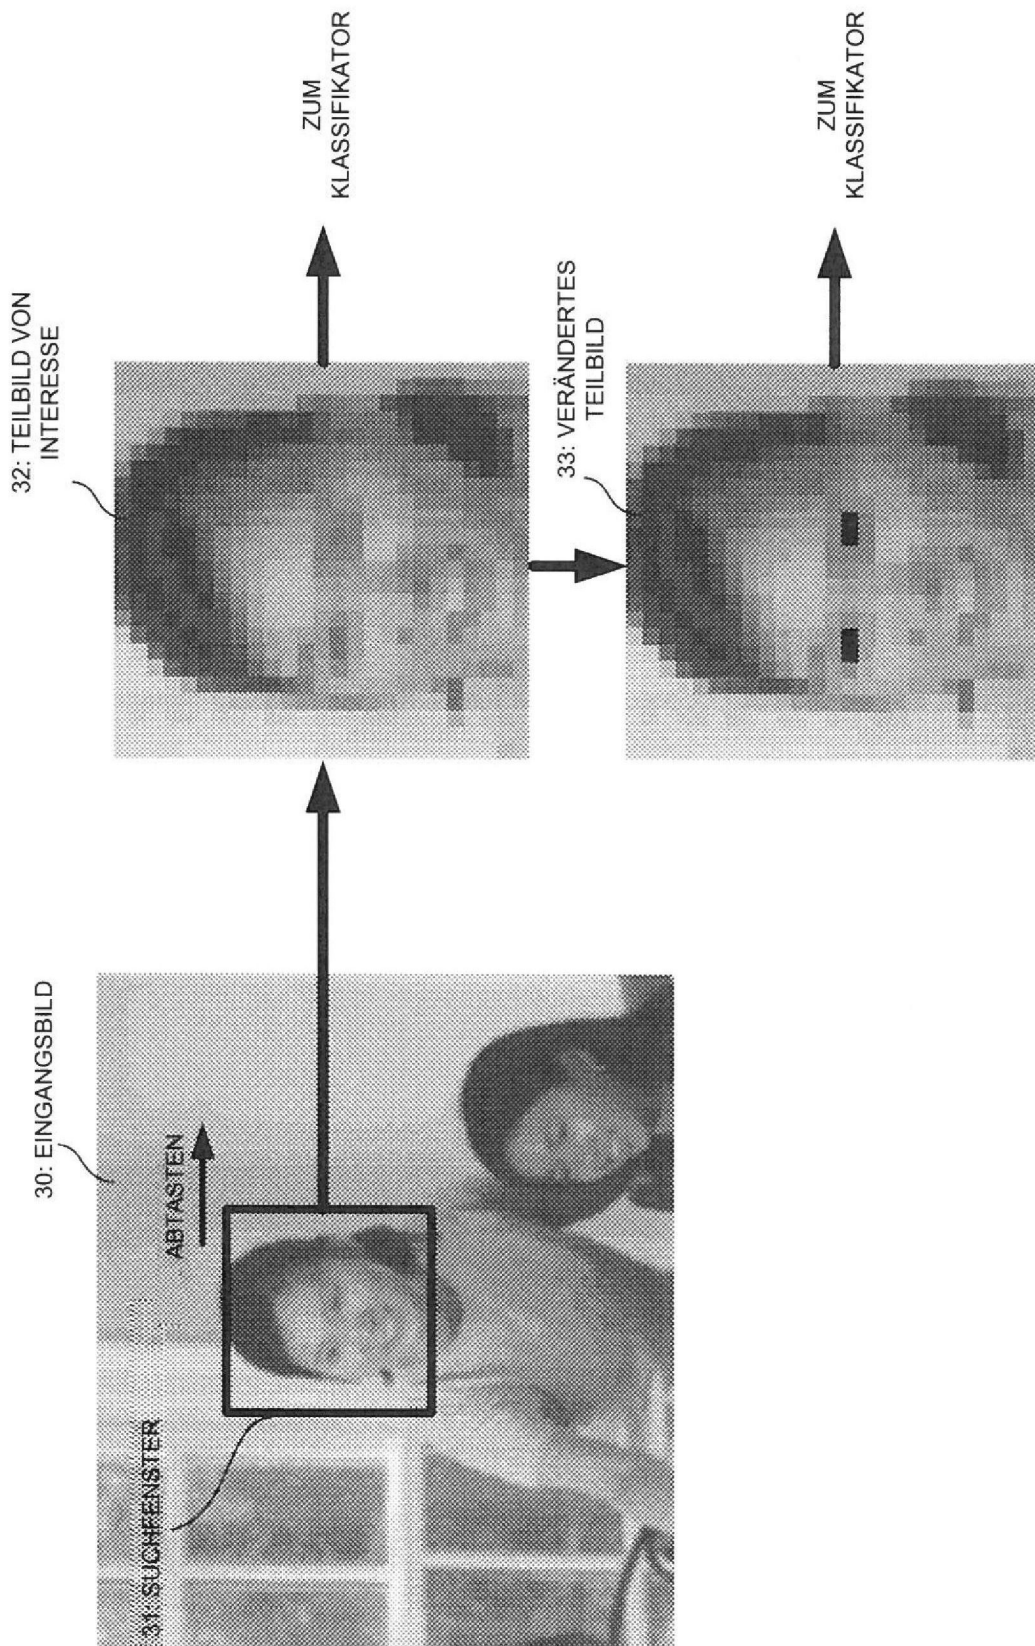 30: EINGANGSBILD
31: SUCHFENSTER
ABTASTEN
32: TEILBILD VON
INTERESSE
ZUM
KLASSIFIKATOR
33: VERÄNDERTES
TEILBILD
ZUM
KLASSIFIKATOR